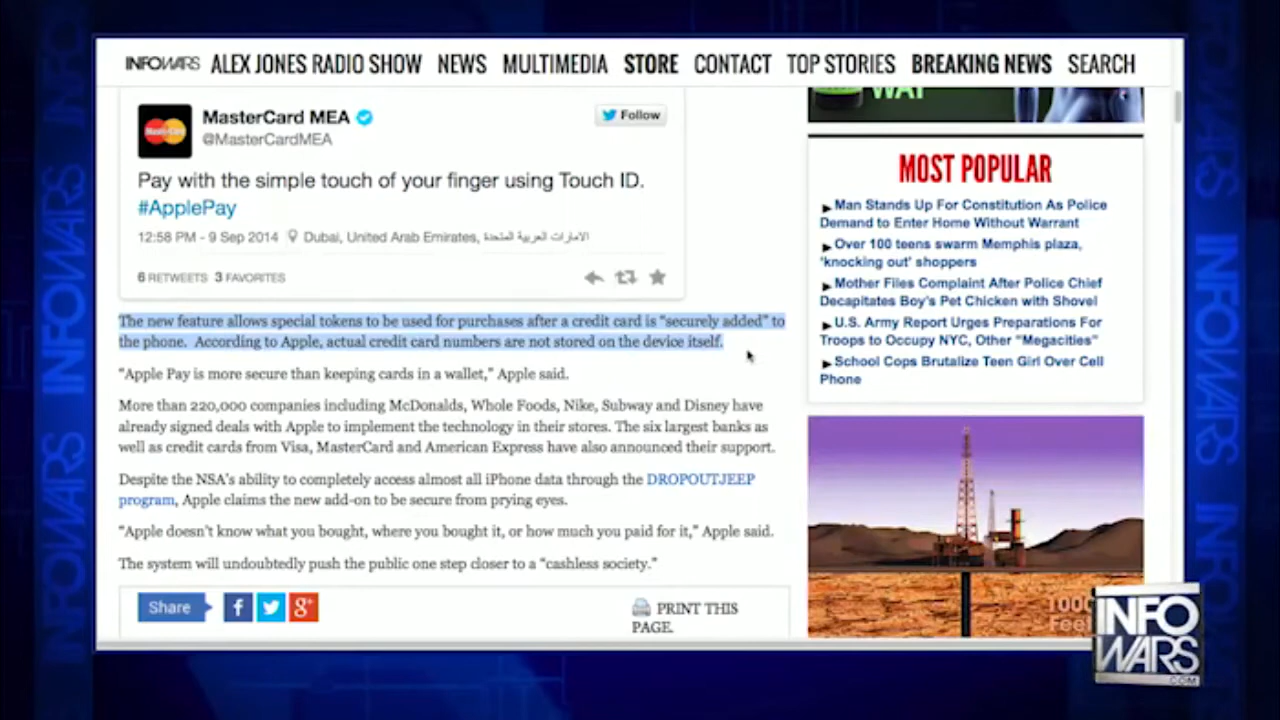 INFOWARS ALEX JONES RADIO SHOW NEWS MULTIMEDIA STORE CONTACT TOP STORIES BREAKING NEWS SEARCH
MasterCard MEA
@MasterCardMEA
Follow
Pay with the simple touch of your finger using Touch ID.
#ApplePay
12:58 PM - 9 Sep 2014 Dubai, United Arab Emirates, الامارات العربية المتحدة
6 RETWEETS 3 FAVORITES
The new feature allows special tokens to be used for purchases after a credit card is “securely added” to
the phone.  According to Apple, actual credit card numbers are not stored on the device itself.
“Apple Pay is more secure than keeping cards in a wallet,” Apple said.
More than 220,000 companies including McDonalds, Whole Foods, Nike, Subway and Disney have
already signed deals with Apple to implement the technology in their stores. The six largest banks as
well as credit cards from Visa, MasterCard and American Express have also announced their support.
Despite the NSA’s ability to completely access almost all iPhone data through the DROPOUTJEEP
program, Apple claims the new add-on to be secure from prying eyes.
“Apple doesn’t know what you bought, where you bought it, or how much you paid for it,” Apple said.
The system will undoubtedly push the public one step closer to a “cashless society.”
Share
PRINT THIS
PAGE.
WAY
MOST POPULAR
Man Stands Up For Constitution As Police
Demand to Enter Home Without Warrant
Over 100 teens swarm Memphis plaza,
‘knocking out’ shoppers
Mother Files Complaint After Police Chief
Decapitates Boy’s Pet Chicken with Shovel
U.S. Army Report Urges Preparations For
Troops to Occupy NYC, Other “Megacities”
School Cops Brutalize Teen Girl Over Cell
Phone
INFO
WARS
.COM
INFOWARS
INFOWARS